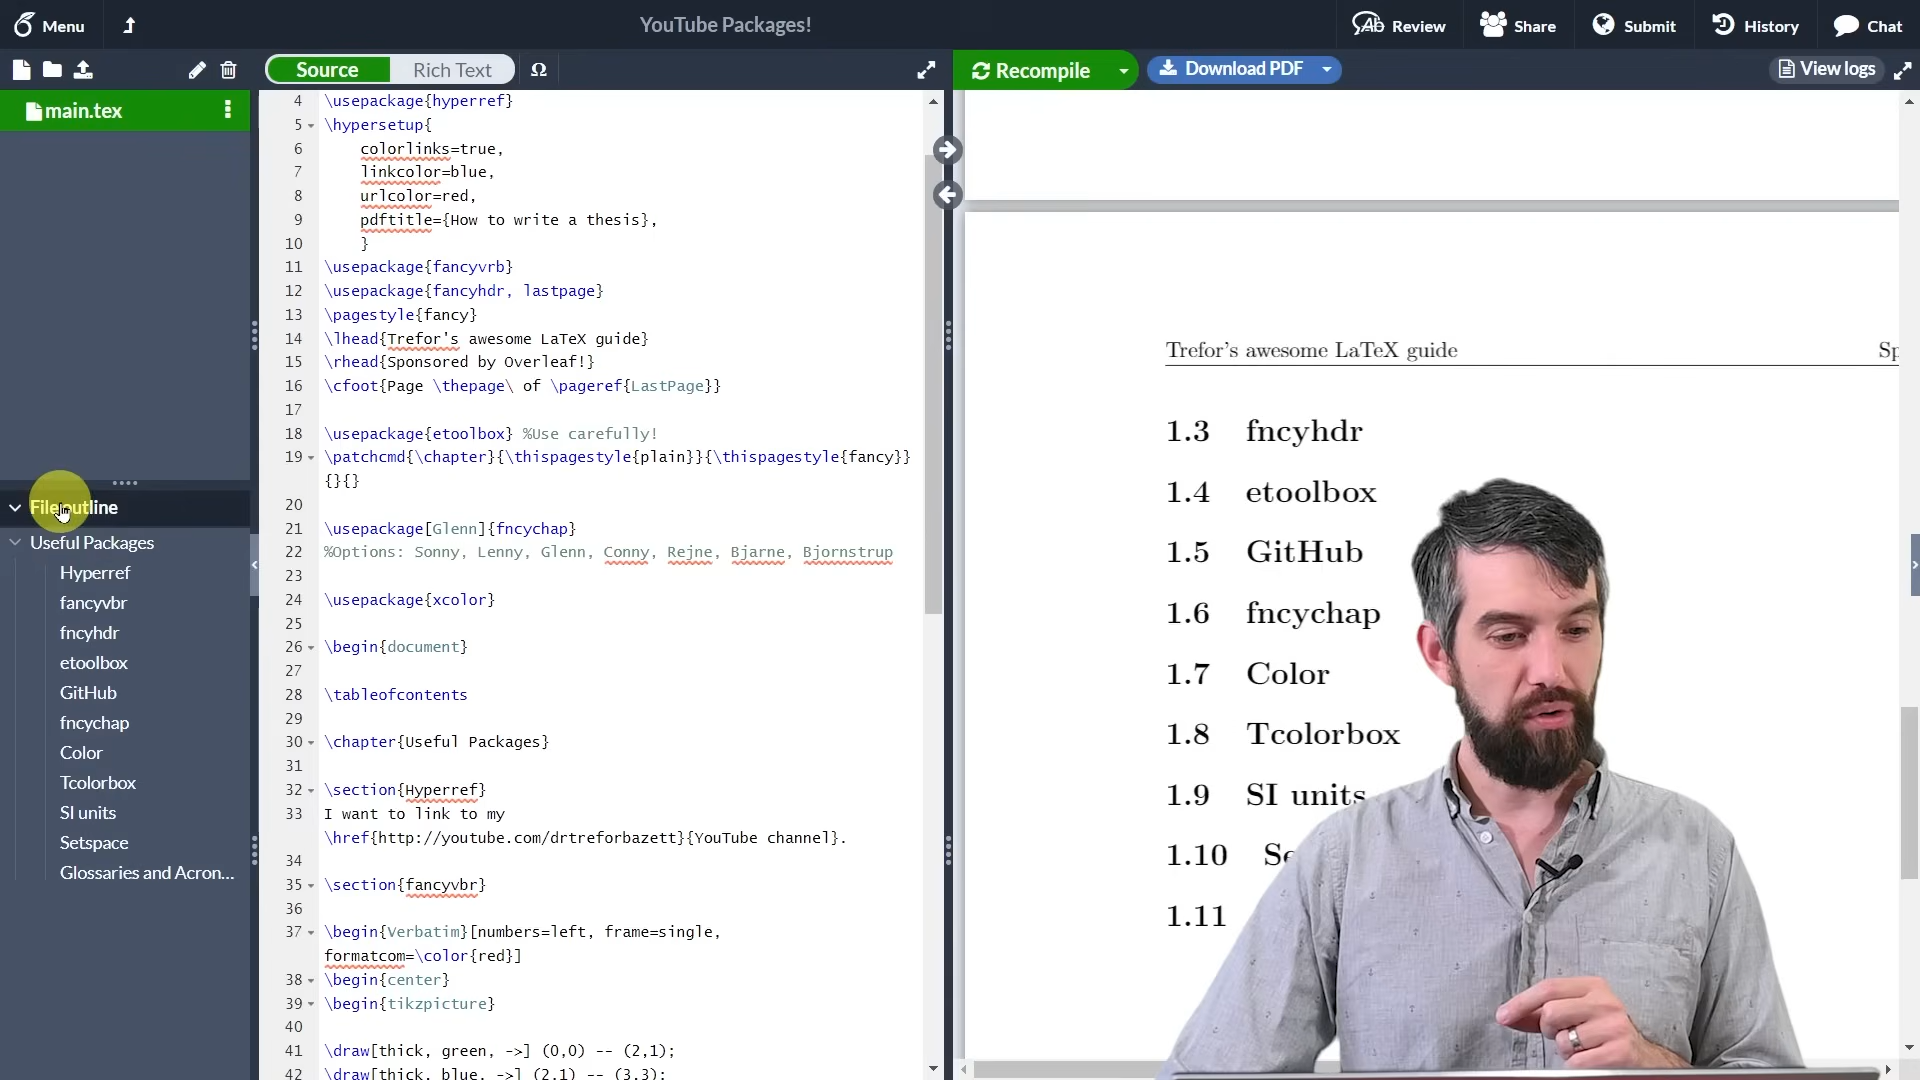 Menu
YouTube Packages!
Review
Share
Submit
History
Chat
Source
Rich Text
Ω
Recompile
Download PDF
View logs
main.tex
File outline
Useful Packages
Hyperref
fancyvbr
fncyhdr
etoolbox
GitHub
fncychap
Color
Tcolorbox
SI units
Setspace
Glossaries and Acron...
4 \usepackage{hyperref}
5 \hypersetup{
6 colorlinks=true,
7 linkcolor=blue,
8 urlcolor=red,
9 pdftitle={How to write a thesis},
10 }
11 \usepackage{fancyvrb}
12 \usepackage{fancyhdr, lastpage}
13 \pagestyle{fancy}
14 \lhead{Trefor's awesome LaTeX guide}
15 \rhead{Sponsored by Overleaf!}
16 \cfoot{Page \thepage\ of \pageref{LastPage}}
17
18 \usepackage{etoolbox} %Use carefully!
19 \patchcmd{\chapter}{\thispagestyle{plain}}{\thispagestyle{fancy}}
{}{}
20
21 \usepackage[Glenn]{fncychap}
22 %Options: Sonny, Lenny, Glenn, Conny, Rejne, Bjarne, Bjornstrup
23
24 \usepackage{xcolor}
25
26 \begin{document}
27
28 \tableofcontents
29
30 \chapter{Useful Packages}
31
32 \section{Hyperref}
33 I want to link to my
\href{http://youtube.com/drtreforbazett}{YouTube channel}.
34
35 \section{fancyvbr}
36
37 \begin{Verbatim}[numbers=left, frame=single,
formatcom=\color{red}]
38 \begin{center}
39 \begin{tikzpicture}
40
41 \draw[thick, green, ->] (0,0) -- (2,1);
42 \draw[thick, blue, ->] (2,1) -- (3,3);
Trefor's awesome LaTeX guide
Sp
1.3 fncyhdr
1.4 etoolbox
1.5 GitHub
1.6 fncychap
1.7 Color
1.8 Tcolorbox
1.9 SI units
1.10 Se
1.11